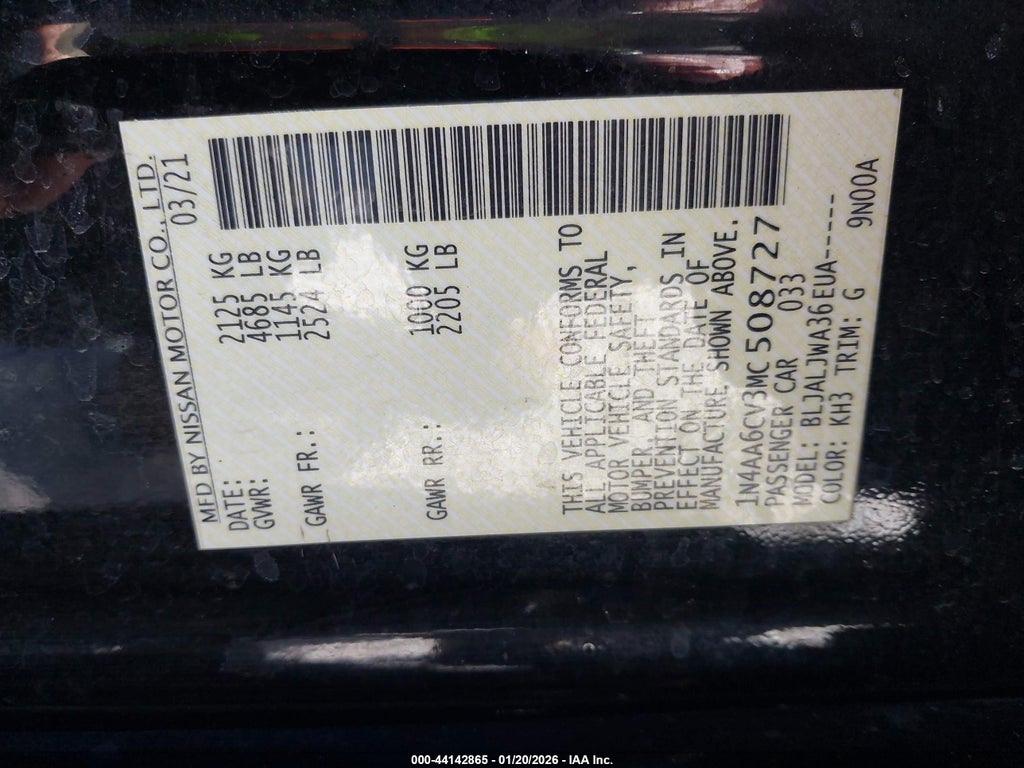 MFD BY NISSAN MOTOR CO., LTD.
DATE: 03/21
GVWR: 2125 KG
4685 LB
GAWR FR.: 1145 KG
2524 LB
GAWR RR.: 1000 KG
2205 LB
THIS VEHICLE CONFORMS TO
ALL APPLICABLE FEDERAL
MOTOR VEHICLE SAFETY,
BUMPER AND THEFT
PREVENTION STANDARDS IN
EFFECT ON THE DATE OF
MANUFACTURE SHOWN ABOVE.
1N4AA6CV3MC508727
PASSENGER CAR 033
MODEL: BLJALJWA36EUA-----
COLOR: KH3 TRIM: G 9N00A
000-44142865 - 01/20/2026 - IAA Inc.